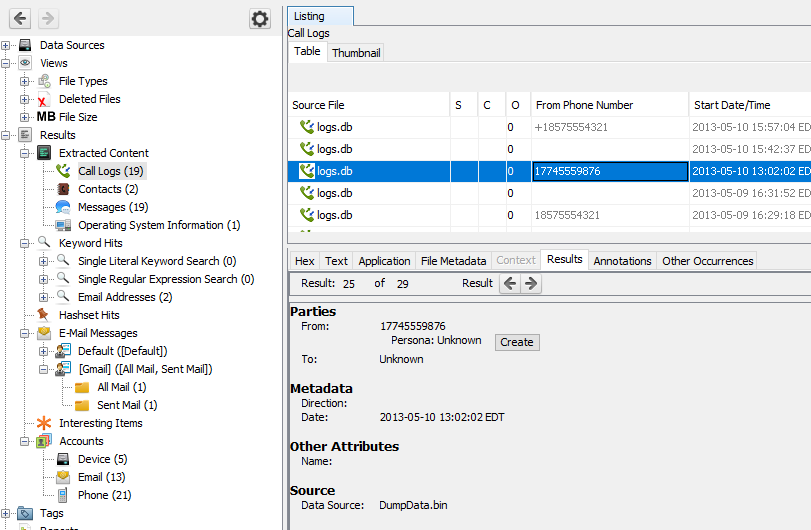 Data Sources
Views
File Types
Deleted Files
MB File Size
Results
Extracted Content
Call Logs (19)
Contacts (2)
Messages (19)
Operating System Information (1)
Keyword Hits
Single Literal Keyword Search (0)
Single Regular Expression Search (0)
Email Addresses (2)
Hashset Hits
E-Mail Messages
Default ([Default])
[Gmail] ([All Mail, Sent Mail])
All Mail (1)
Sent Mail (1)
Interesting Items
Accounts
Device (5)
Email (13)
Phone (21)
Tags
Reports
Listing
Call Logs
Table Thumbnail
Source File S C O From Phone Number Start Date/Time
logs.db 0 +18575554321 2013-05-10 15:57:04 ED
logs.db 0 2013-05-10 15:42:37 ED
logs.db 0 17745559876 2013-05-10 13:02:02 ED
logs.db 0 2013-05-09 16:31:52 ED
logs.db 0 18575554321 2013-05-09 16:29:18 ED
Hex Text Application File Metadata Context Results Annotations Other Occurrences
Result: 25 of 29 Result
Parties
From: 17745559876
Persona: Unknown Create
To: Unknown
Metadata
Direction:
Date: 2013-05-10 13:02:02 EDT
Other Attributes
Name:
Source
Data Source: DumpData.bin